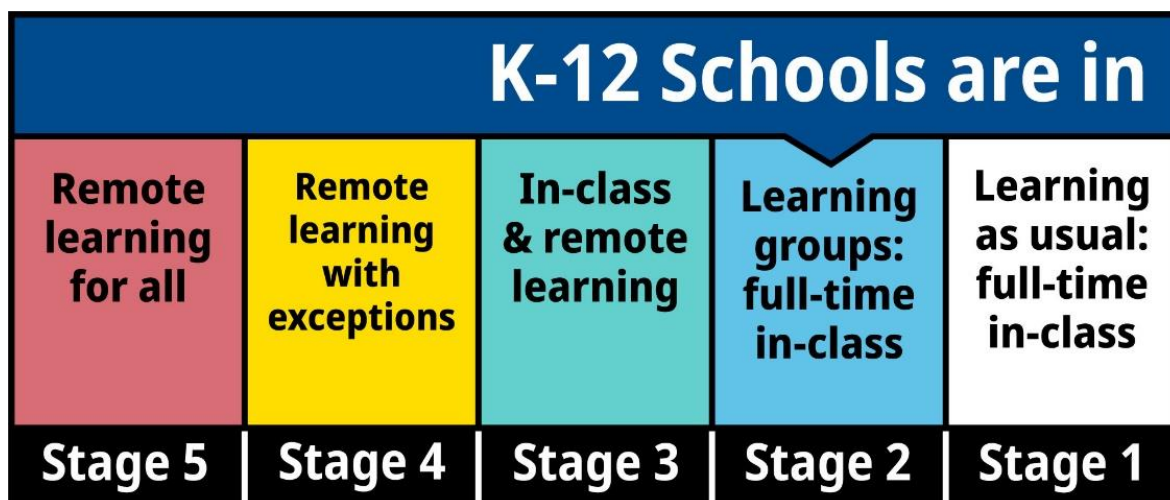 K-12 Schools are in
Remote
learning
for all
Remote
learning
with
exceptions
In-class
& remote
learning
Learning
groups:
full-time
in-class
Learning
as usual:
full-time
in-class
Stage 5
Stage 4
Stage 3
Stage 2
Stage 1